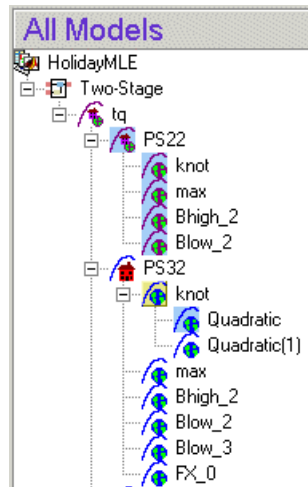 All Models
HolidayMLE
Two-Stage
tq
PS22
knot
max
Bhigh_2
Blow_2
PS32
knot
Quadratic
Quadratic(1)
max
Bhigh_2
Blow_2
Blow_3
FX_0